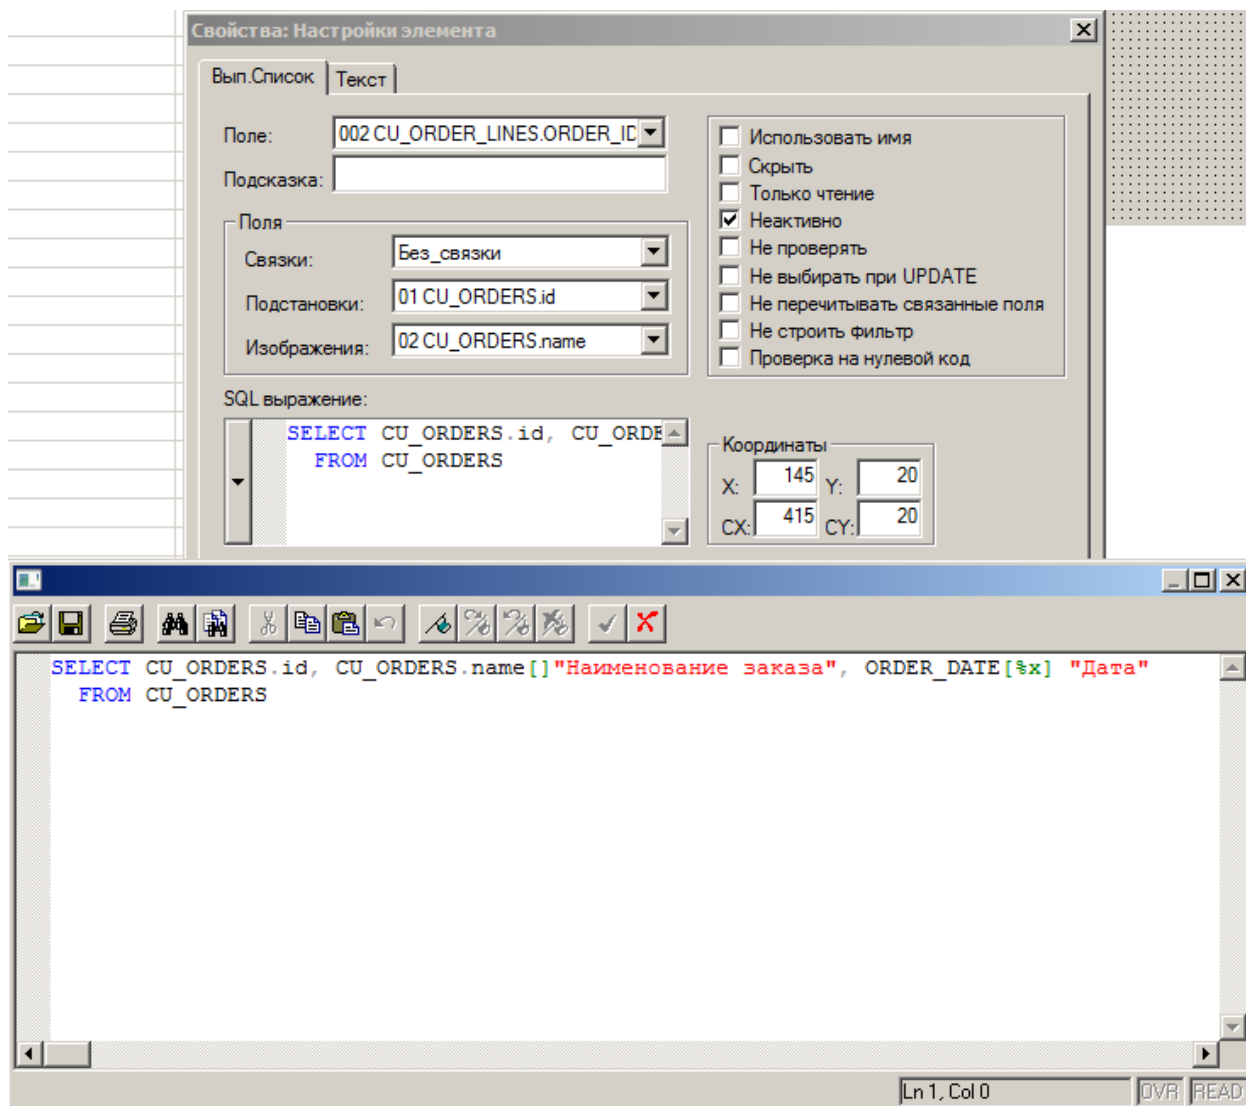 Свойства: Настройки элемента
Вып.Список Текст
Поле: 002 CU_ORDER_LINES.ORDER_ID
Подсказка:
Поля
Связки: Без_связки
Подстановки: 01 CU_ORDERS.id
Изображения: 02 CU_ORDERS.name
Использовать имя
Скрыть
Только чтение
Неактивно
Не проверять
Не выбирать при UPDATE
Не перечитывать связанные поля
Не строить фильтр
Проверка на нулевой код
SQL выражение:
SELECT CU_ORDERS.id, CU_ORDE
FROM CU_ORDERS
Координаты
X: 145 Y: 20
CX: 415 CY: 20
SELECT CU_ORDERS.id, CU_ORDERS.name[]"Наименование заказа", ORDER_DATE[%x] "Дата"
FROM CU_ORDERS
Ln 1, Col 0 OVR READ